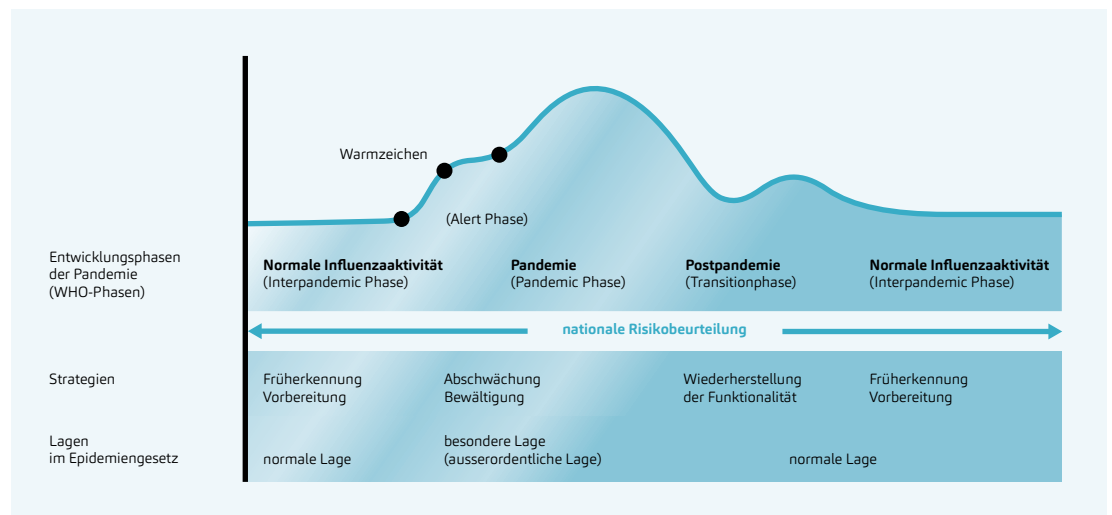 Warmzeichen
(Alert Phase)
Entwicklungsphasen
der Pandemie
(WHO-Phasen)
Normale Influenzaaktivität
(Interpandemic Phase)
Pandemie
(Pandemic Phase)
Postpandemie
(Transitionphase)
Normale Influenzaaktivität
(Interpandemic Phase)
nationale Risikobeurteilung
Strategien
Früherkennung
Vorbereitung
Abschwächung
Bewältigung
Wiederherstellung
der Funktionalität
Früherkennung
Vorbereitung
Lagen
im Epidemiengesetz
normale Lage
besondere Lage
(ausserordentliche Lage)
normale Lage